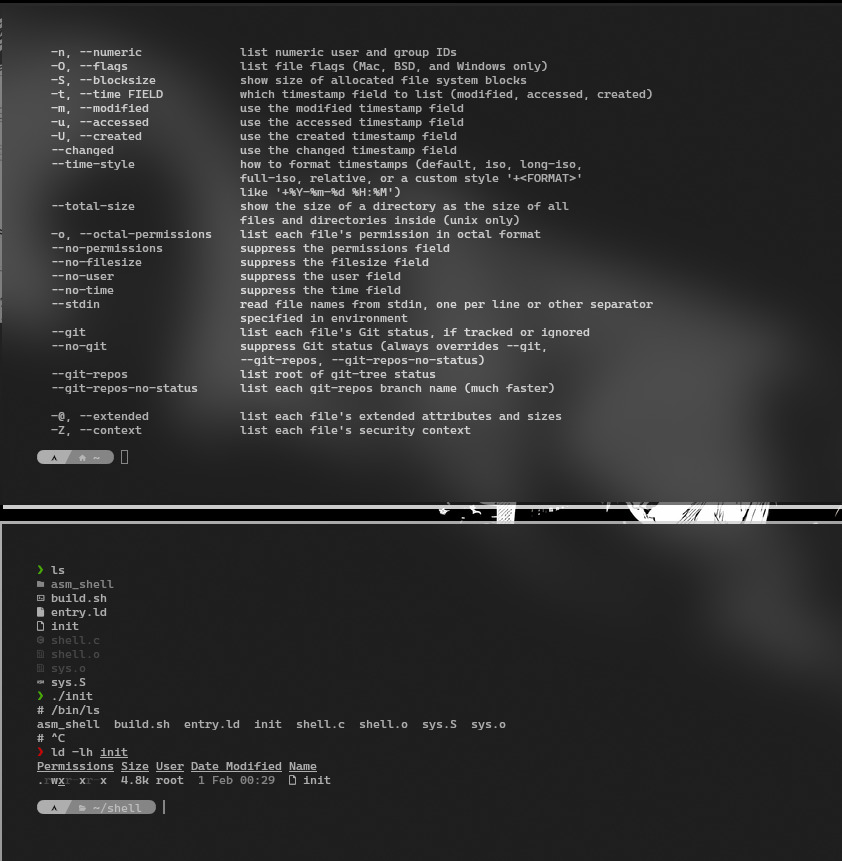 -n, --numeric list numeric user and group IDs
-O, --flags list file flags (Mac, BSD, and Windows only)
-S, --blocksize show size of allocated file system blocks
-t, --time FIELD which timestamp field to list (modified, accessed, created)
-m, --modified use the modified timestamp field
-u, --accessed use the accessed timestamp field
-U, --created use the created timestamp field
--changed use the changed timestamp field
--time-style how to format timestamps (default, iso, long-iso,
full-iso, relative, or a custom style '+<FORMAT>'
like '+%Y-%m-%d %H:%M')
--total-size show the size of a directory as the size of all
files and directories inside (unix only)
-o, --octal-permissions list each file's permission in octal format
--no-permissions suppress the permissions field
--no-filesize suppress the filesize field
--no-user suppress the user field
--no-time suppress the time field
--stdin read file names from stdin, one per line or other separator
specified in environment
--git list each file's Git status, if tracked or ignored
--no-git suppress Git status (always overrides --git,
--git-repos, --git-repos-no-status)
--git-repos list root of git-tree status
--git-repos-no-status list each git-repos branch name (much faster)
-@, --extended list each file's extended attributes and sizes
-Z, --context list each file's security context
~
❯ ls
asm_shell
build.sh
entry.ld
init
shell.c
shell.o
sys.o
sys.S
❯ ./init
# /bin/ls
asm_shell build.sh entry.ld init shell.c shell.o sys.S sys.o
# ^C
❯ ld -lh init
Permissions Size User Date Modified Name
.rwxr-xr-x 4.8k root 1 Feb 00:29 init
~/shell